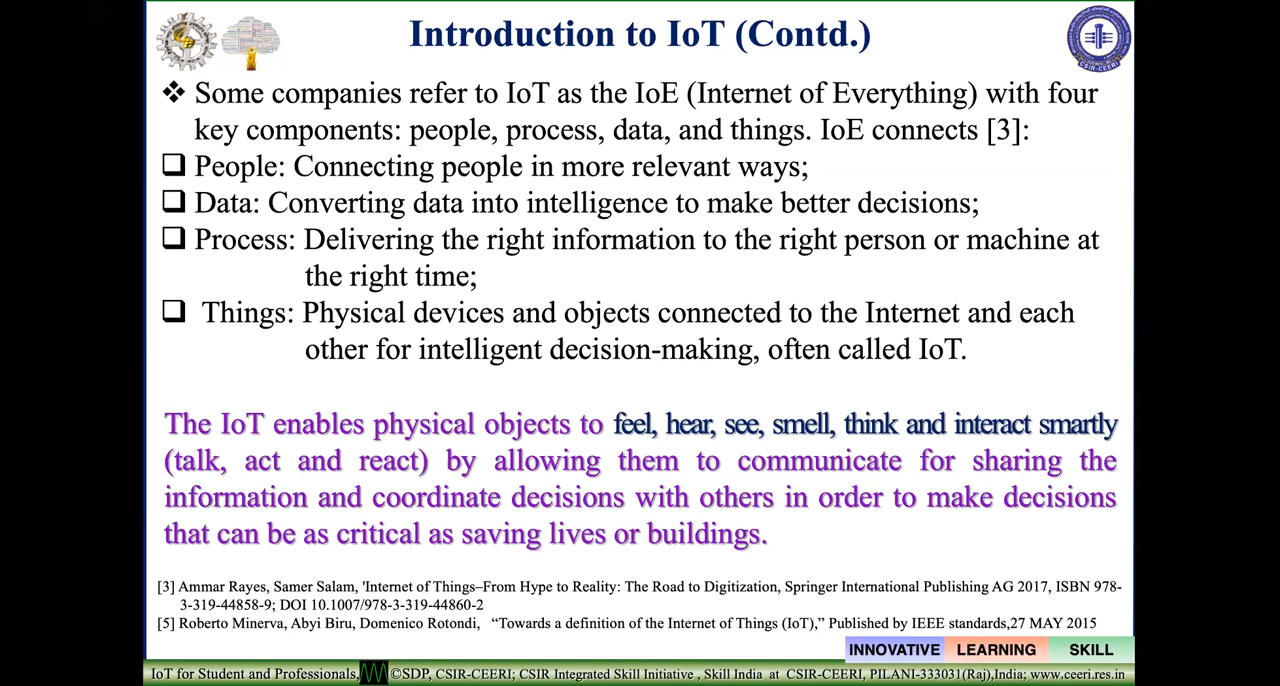 Introduction to IoT (Contd.)
CSIR-CEERI
❖ Some companies refer to IoT as the IoE (Internet of Everything) with four
key components: people, process, data, and things. IoE connects [3]:
❑ People: Connecting people in more relevant ways;
❑ Data: Converting data into intelligence to make better decisions;
❑ Process: Delivering the right information to the right person or machine at
the right time;
❑ Things: Physical devices and objects connected to the Internet and each
other for intelligent decision-making, often called IoT.
The IoT enables physical objects to feel, hear, see, smell, think and interact smartly
(talk, act and react) by allowing them to communicate for sharing the
information and coordinate decisions with others in order to make decisions
that can be as critical as saving lives or buildings.
[3] Ammar Rayes, Samer Salam, 'Internet of Things–From Hype to Reality: The Road to Digitization, Springer International Publishing AG 2017, ISBN 978-
3-319-44858-9; DOI 10.1007/978-3-319-44860-2
[5] Roberto Minerva, Abyi Biru, Domenico Rotondi, “Towards a definition of the Internet of Things (IoT),” Published by IEEE standards,27 MAY 2015
INNOVATIVE LEARNING SKILL
IoT for Student and Professionals, ©SDP, CSIR-CEERI; CSIR Integrated Skill Initiative , Skill India at CSIR-CEERI, PILANI-333031(Raj),India; www.ceeri.res.in